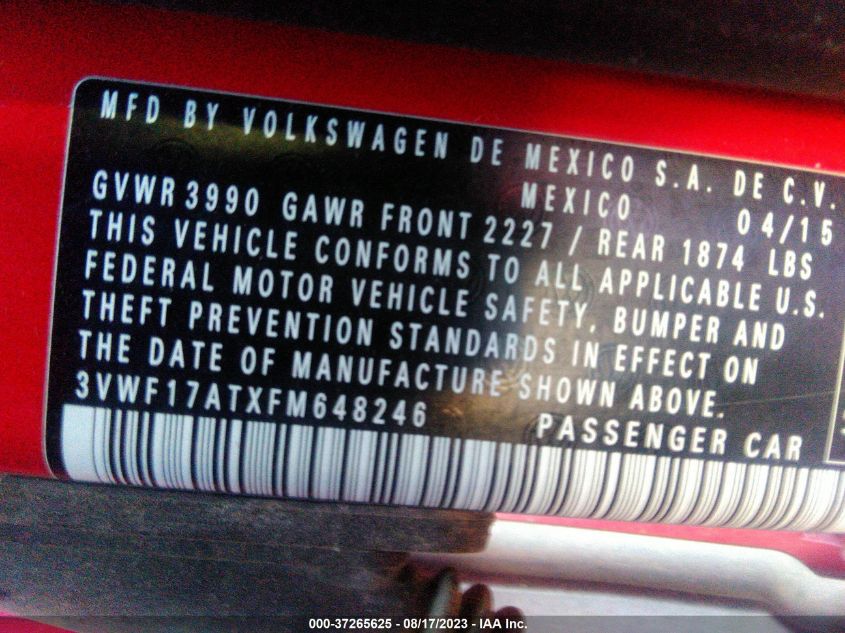 MFD BY VOLKSWAGEN DE MEXICO S.A. DE C.V.
MEXICO 04/15
GVWR 3990 GAWR FRONT 2227 / REAR 1874 LBS
THIS VEHICLE CONFORMS TO ALL APPLICABLE U.S.
FEDERAL MOTOR VEHICLE SAFETY, BUMPER AND
THEFT PREVENTION STANDARDS IN EFFECT ON
THE DATE OF MANUFACTURE SHOWN ABOVE.
3VWF17ATXFM648246 PASSENGER CAR
000-37265625 - 08/17/2023 - IAA Inc.